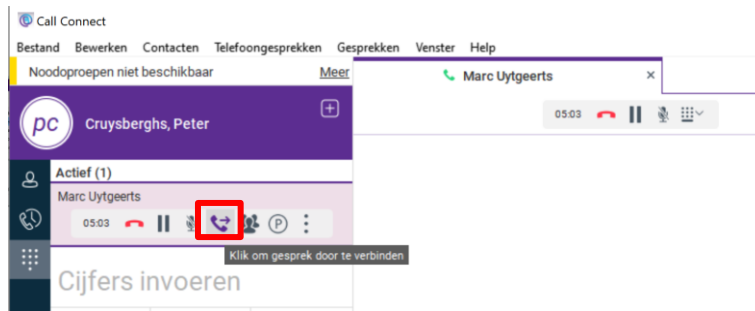 Call Connect
Bestand Bewerken Contacten Telefoongesprekken Gesprekken Venster Help
Noodoproepen niet beschikbaar Meer
Marc Uytgeerts ×
pc Cruysberghs, Peter
05:03
Actief (1)
Marc Uytgeerts
05:03 P
Klik om gesprek door te verbinden
Cijfers invoeren